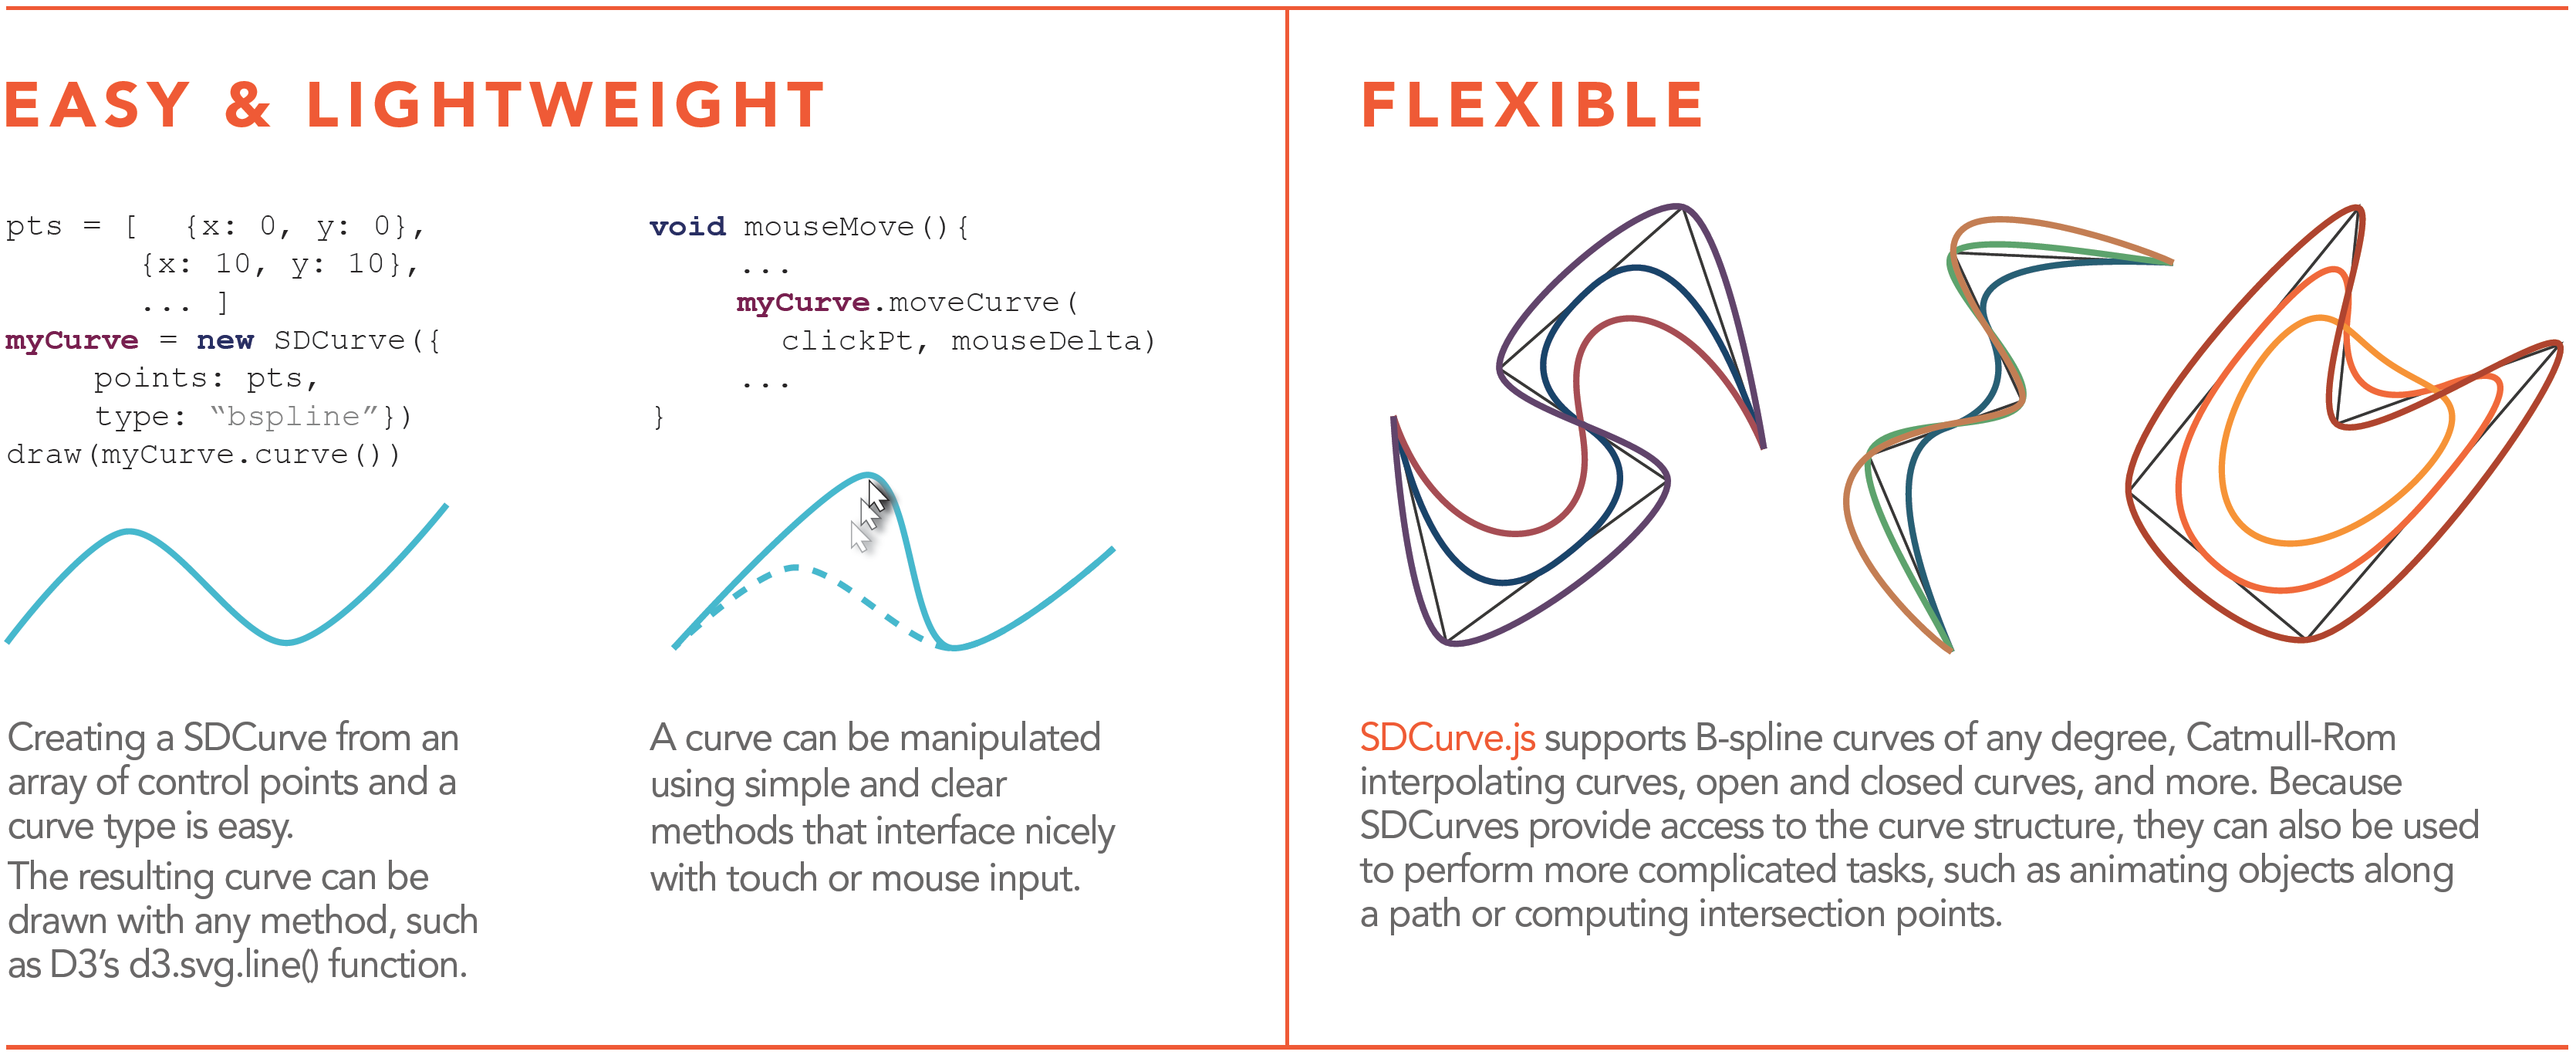 EASY & LIGHTWEIGHT
pts = [ {x: 0, y: 0},
{x: 10, y: 10},
... ]
myCurve = new SDCurve({
points: pts,
type: “bspline”})
draw(myCurve.curve())
Creating a SDCurve from an
array of control points and a
curve type is easy.
The resulting curve can be
drawn with any method, such
as D3’s d3.svg.line() function.
void mouseMove(){
...
myCurve.moveCurve(
clickPt, mouseDelta)
...
}
A curve can be manipulated
using simple and clear
methods that interface nicely
with touch or mouse input.
FLEXIBLE
SDCurve.js supports B-spline curves of any degree, Catmull-Rom
interpolating curves, open and closed curves, and more. Because
SDCurves provide access to the curve structure, they can also be used
to perform more complicated tasks, such as animating objects along
a path or computing intersection points.